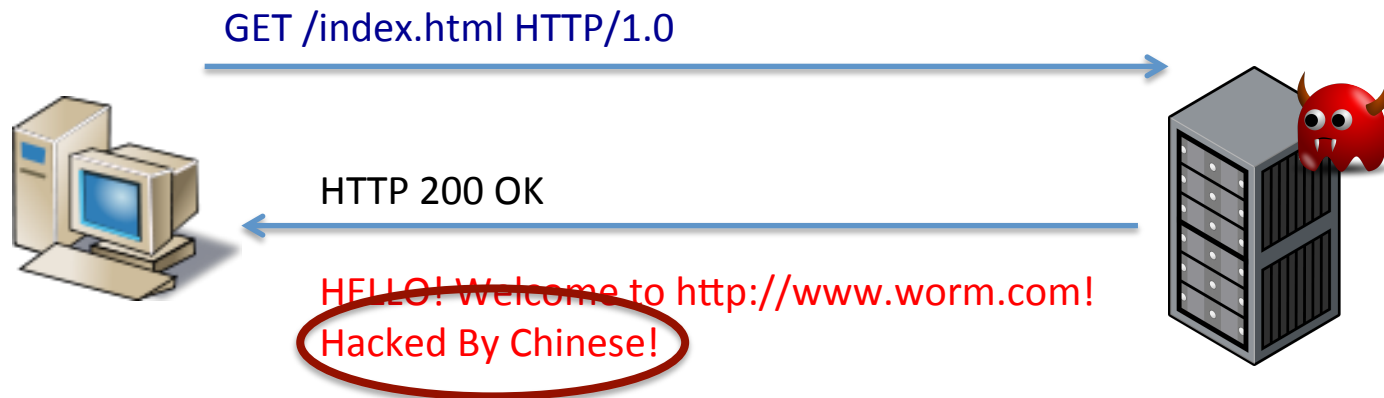 GET /index.html HTTP/1.0
HTTP 200 OK
HELLO! Welcome to http://www.worm.com!
Hacked By Chinese!